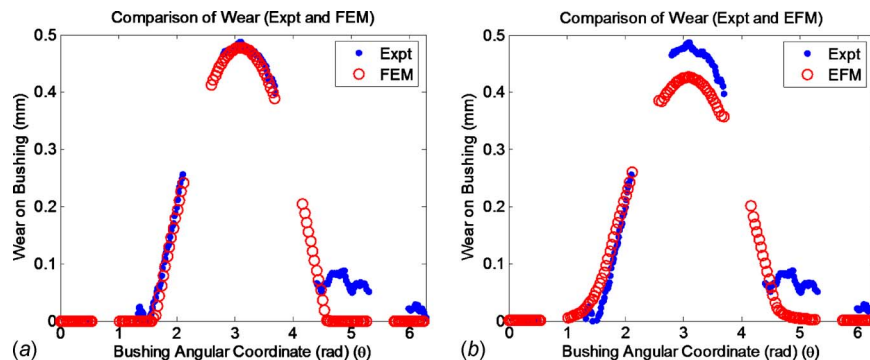 Comparison of Wear (Expt and FEM)
0.5
0.4
0.3
0.2
0.1
0
Wear on Bushing (mm)
Expt
FEM
0 1 2 3 4 5 6
Bushing Angular Coordinate (rad) (θ)
(a)
Comparison of Wear (Expt and EFM)
0.5
0.4
0.3
0.2
0.1
0
Wear on Bushing (mm)
Expt
EFM
0 1 2 3 4 5 6
Bushing Angular Coordinate (rad) (θ)
(b)